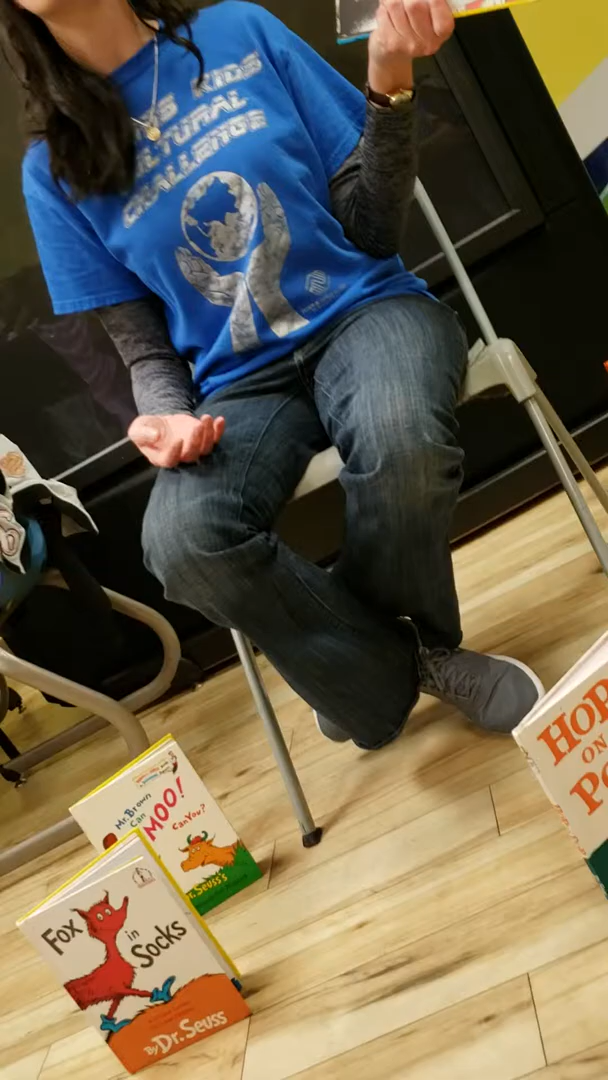 KIDS
CULTURAL
CHALLENGE
Mr. Brown
Can
MOO!
Can You?
Dr. Seuss's
Fox
in
Socks
By Dr. Seuss
HOP
ON
PO